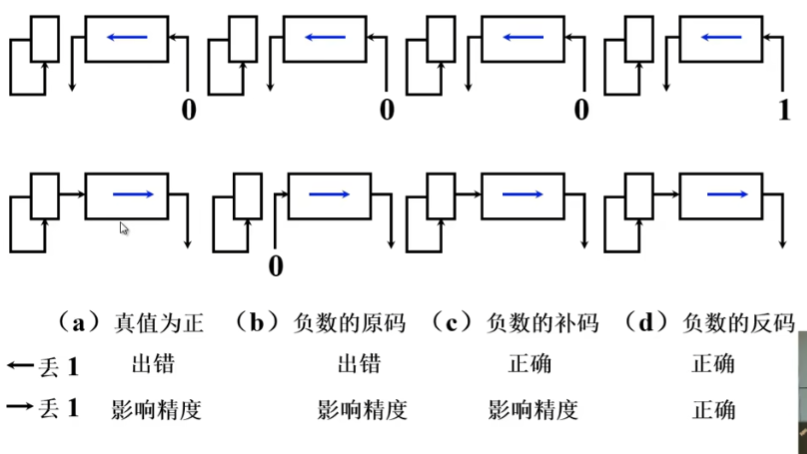 0 0 0 1
0
（a）真值为正 （b）负数的原码 （c）负数的补码 （d）负数的反码
←丢 1 出错 出错 正确 正确
→丢 1 影响精度 影响精度 影响精度 正确